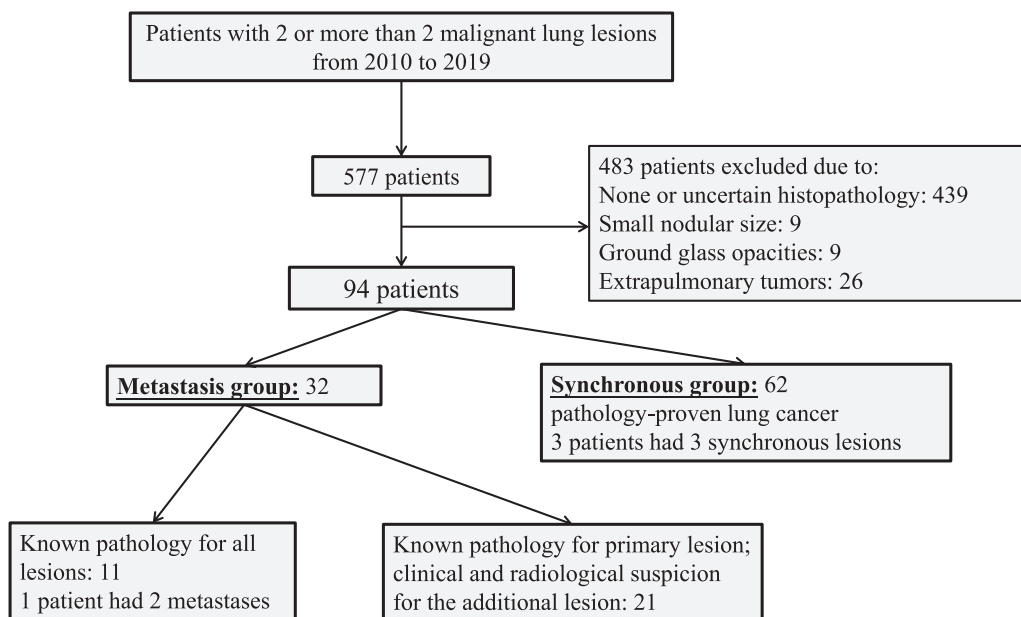 Patients with 2 or more than 2 malignant lung lesions
from 2010 to 2019
577 patients
483 patients excluded due to:
None or uncertain histopathology: 439
Small nodular size: 9
Ground glass opacities: 9
Extrapulmonary tumors: 26
94 patients
Metastasis group: 32
Synchronous group: 62
pathology-proven lung cancer
3 patients had 3 synchronous lesions
Known pathology for all
lesions: 11
1 patient had 2 metastases
Known pathology for primary lesion;
clinical and radiological suspicion
for the additional lesion: 21